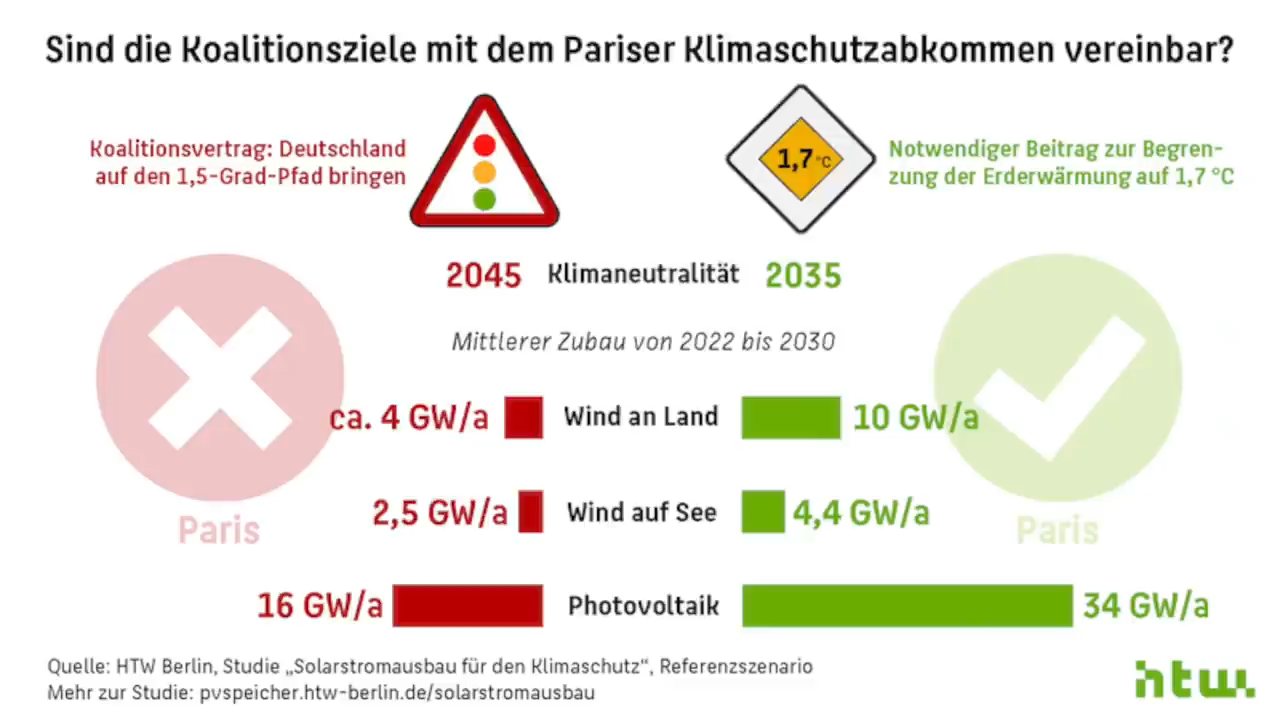 Sind die Koalitionsziele mit dem Pariser Klimaschutzabkommen vereinbar?
Koalitionsvertrag: Deutschland
auf den 1,5-Grad-Pfad bringen
1,7 °C
Notwendiger Beitrag zur Begren-
zung der Erderwärmung auf 1,7 °C
2045 Klimaneutralität 2035
Mittlerer Zubau von 2022 bis 2030
ca. 4 GW/a Wind an Land 10 GW/a
2,5 GW/a Wind auf See 4,4 GW/a
Paris Paris
16 GW/a Photovoltaik 34 GW/a
Quelle: HTW Berlin, Studie „Solarstromausbau für den Klimaschutz“, Referenzszenario
Mehr zur Studie: pvspeicher.htw-berlin.de/solarstromausbau
htw.